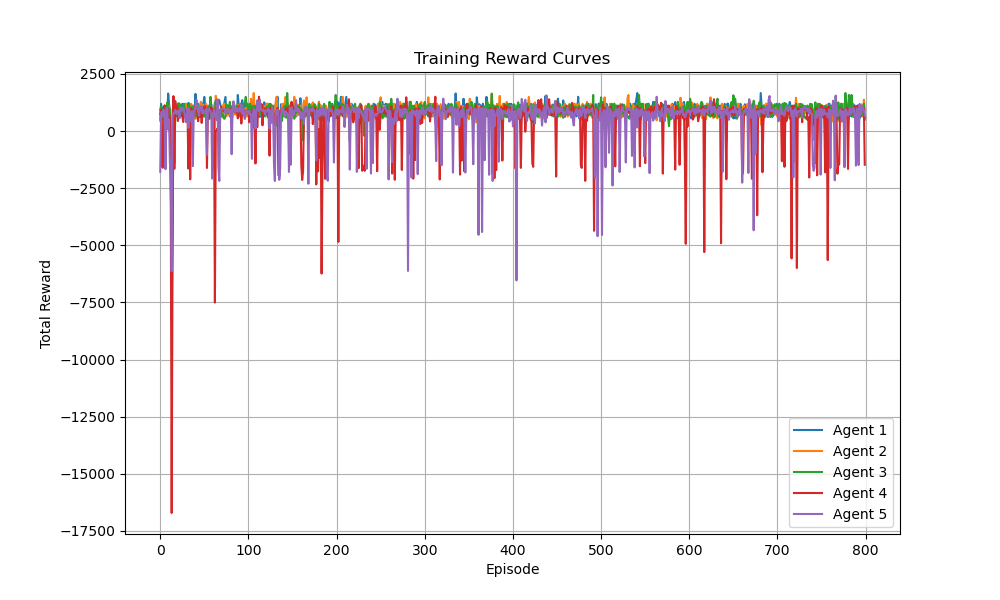 Training Reward Curves
2500
0
−2500
−5000
−7500
−10000
−12500
−15000
−17500
Total Reward
0 100 200 300 400 500 600 700 800
Episode
Agent 1
Agent 2
Agent 3
Agent 4
Agent 5